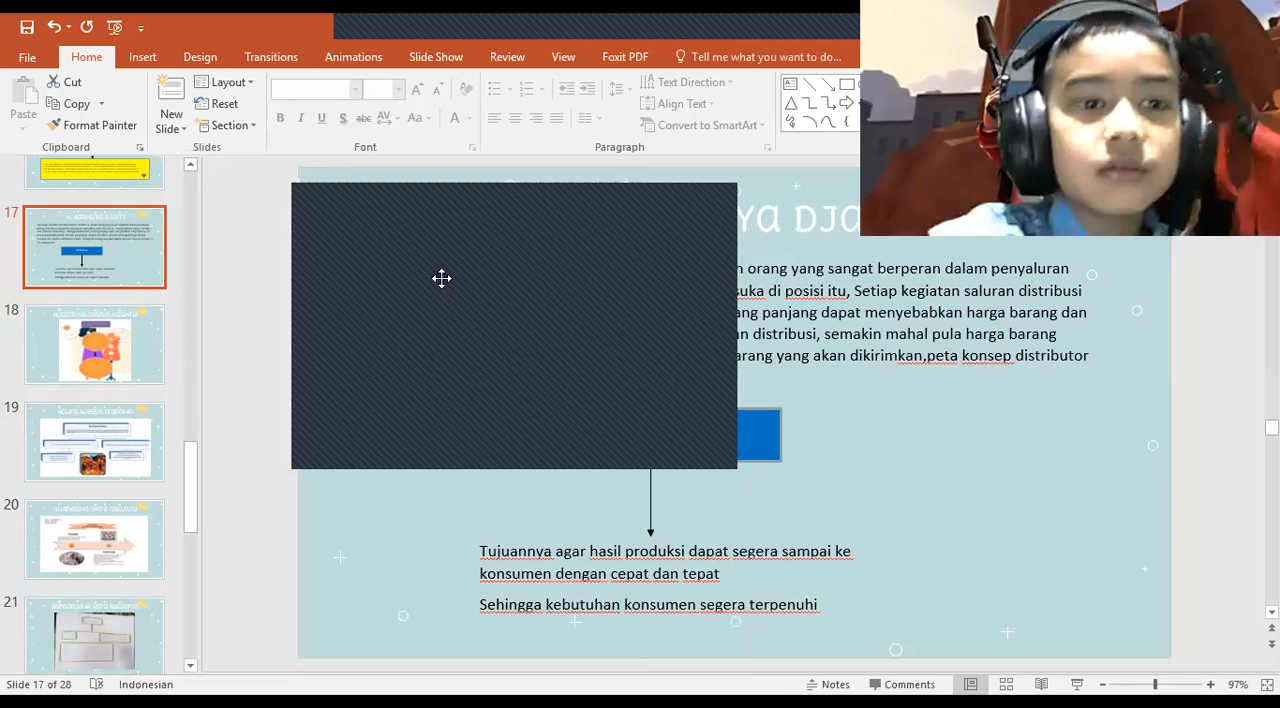 File Home Insert Design Transitions Animations Slide Show Review View Foxit PDF Tell me what you want to do...
Paste
Cut
Copy
Format Painter
Clipboard
New
Slide
Layout
Reset
Section
Slides
B I U S abc AV Aa A
Font
Text Direction
Align Text
Convert to SmartArt
Paragraph
17
18
19
20
21
YA DJA
orang yang sangat berperan dalam penyaluran
suka di posisi itu, Setiap kegiatan saluran distribusi
ang panjang dapat menyebabkan harga barang dan
n distribusi, semakin mahal pula harga barang
arang yang akan dikirimkan,peta konsep distributor
Tujuannya agar hasil produksi dapat segera sampai ke
konsumen dengan cepat dan tepat
Sehingga kebutuhan konsumen segera terpenuhi
Slide 17 of 28 Indonesian Notes Comments 97%